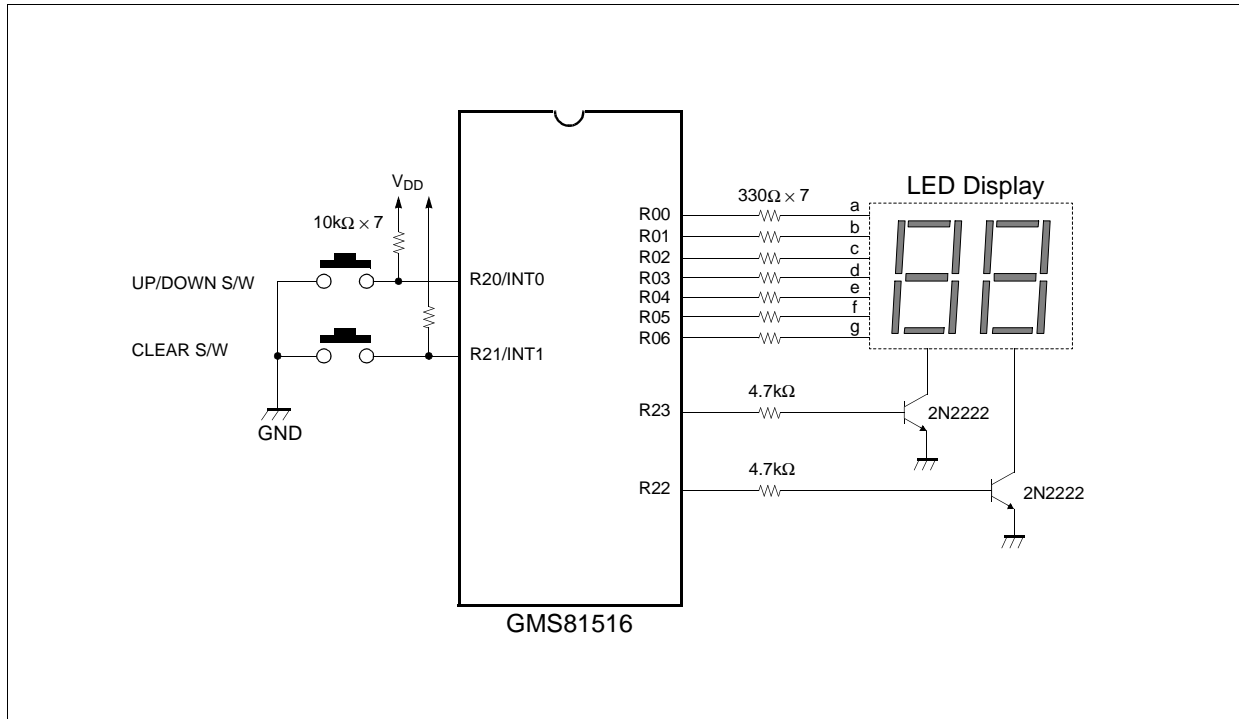 V_DD
10kΩ × 7
UP/DOWN S/W
CLEAR S/W
GND
R20/INT0
R21/INT1
R00
R01
R02
R03
R04
R05
R06
R23
R22
GMS81516
330Ω × 7
a
b
c
d
e
f
g
LED Display
4.7kΩ
2N2222
4.7kΩ
2N2222